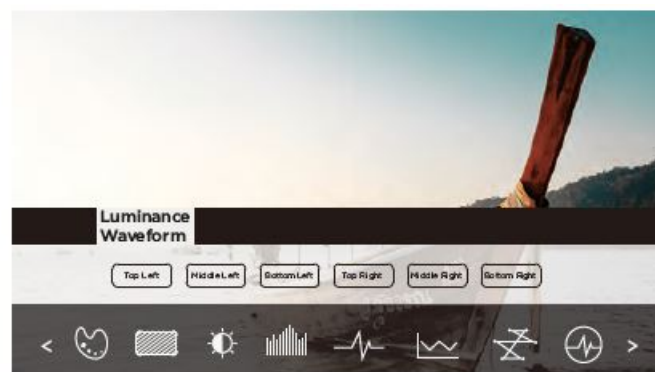 Luminance
Waveform
Top Left Middle Left Bottom Left Top Right Middle Right Bottom Right
< >